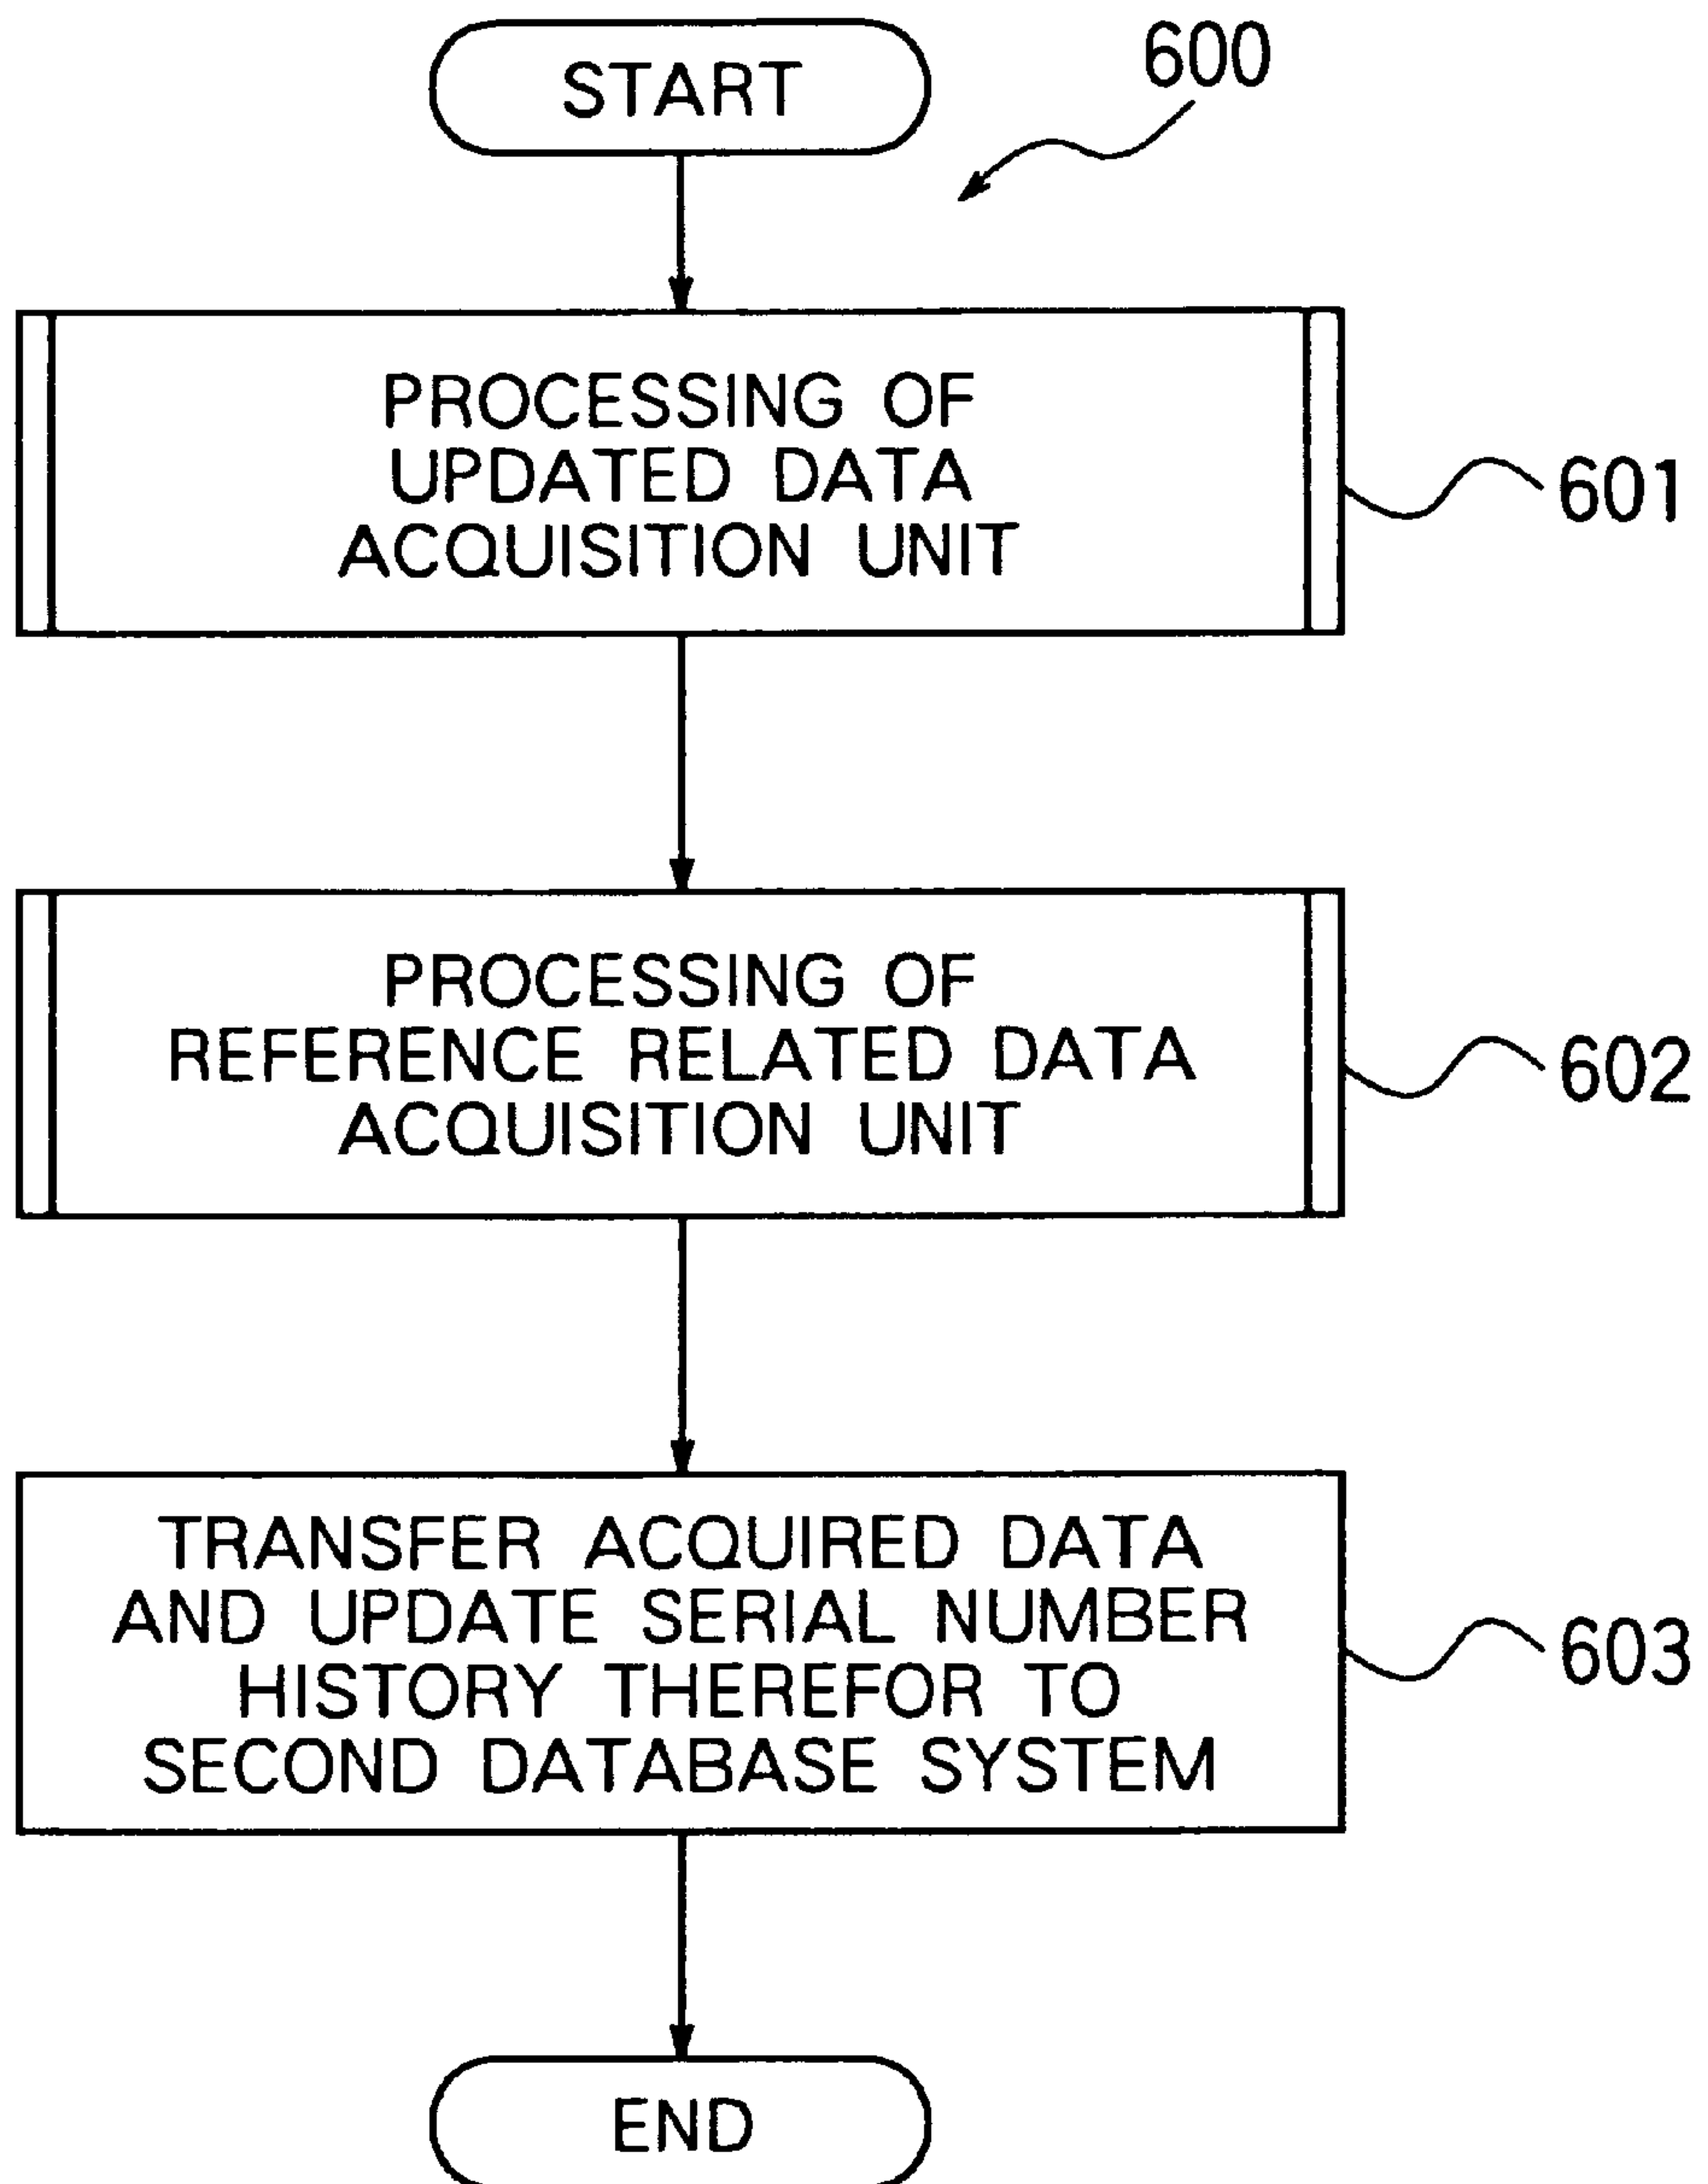 START
600
PROCESSING OF
UPDATED DATA
ACQUISITION UNIT
601
PROCESSING OF
REFERENCE RELATED DATA
ACQUISITION UNIT
602
TRANSFER ACQUIRED DATA
AND UPDATE SERIAL NUMBER
HISTORY THEREFOR TO
SECOND DATABASE SYSTEM
603
END